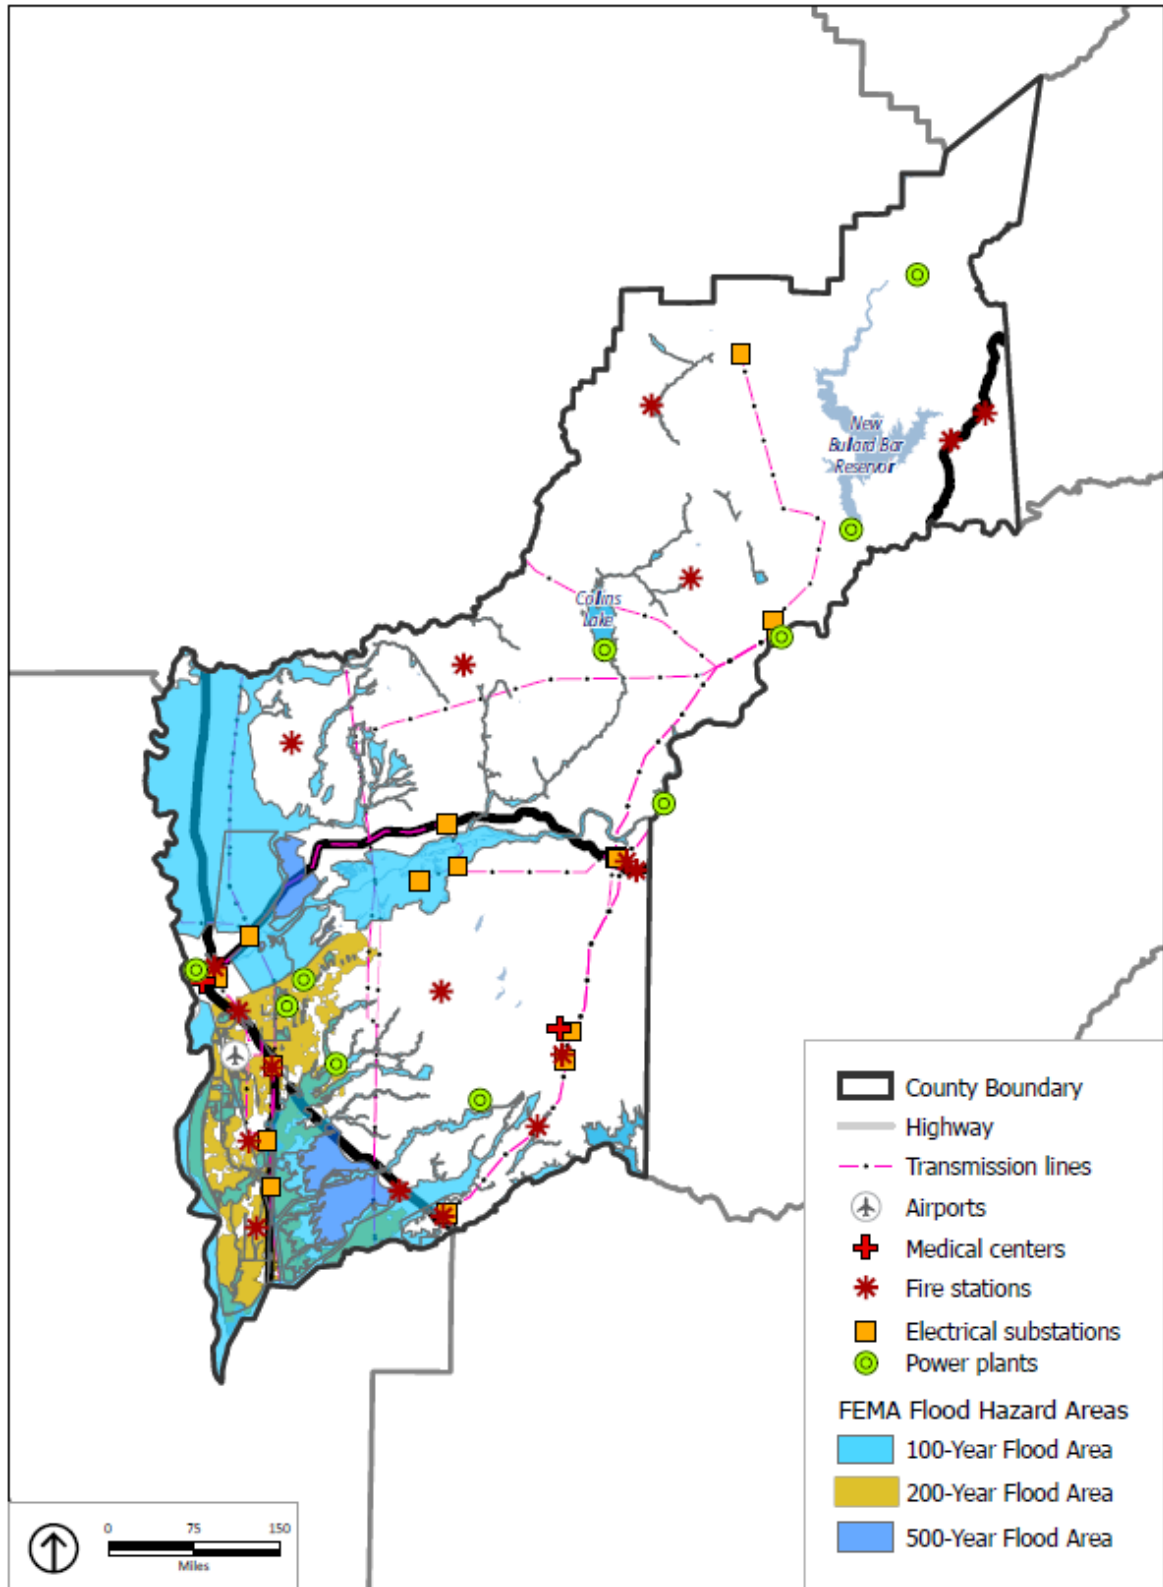 New
Bullard Bar
Reservoir
Collins
Lake
County Boundary
Highway
Transmission lines
Airports
Medical centers
Fire stations
Electrical substations
Power plants
FEMA Flood Hazard Areas
100-Year Flood Area
200-Year Flood Area
500-Year Flood Area
0 75 150
Miles